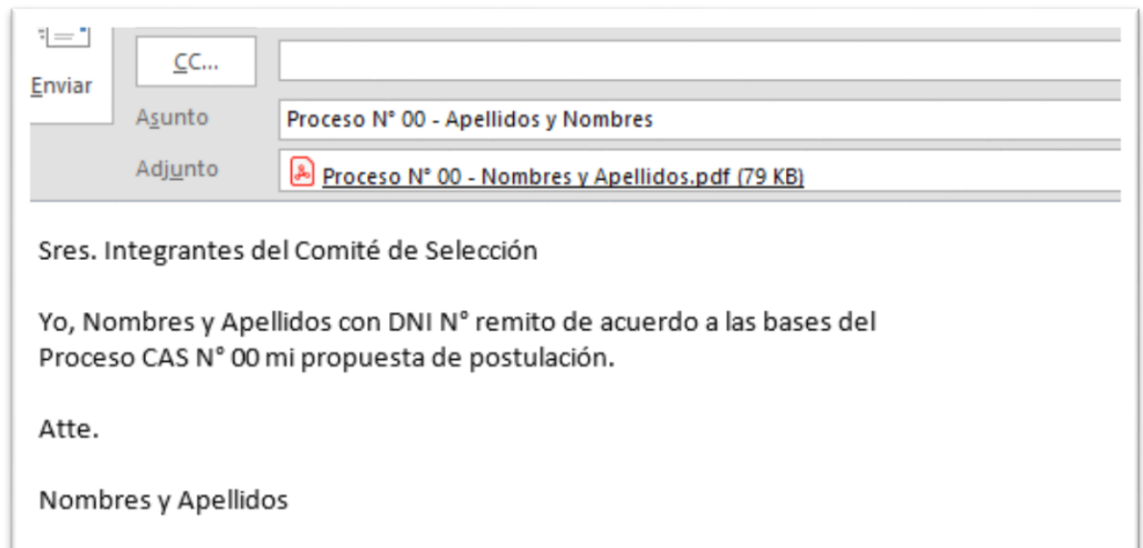 CC...
Enviar
Asunto
Proceso N° 00 - Apellidos y Nombres
Adjunto
Proceso N° 00 - Nombres y Apellidos.pdf (79 KB)
Sres. Integrantes del Comité de Selección
Yo, Nombres y Apellidos con DNI N° remito de acuerdo a las bases del
Proceso CAS N° 00 mi propuesta de postulación.
Atte.
Nombres y Apellidos